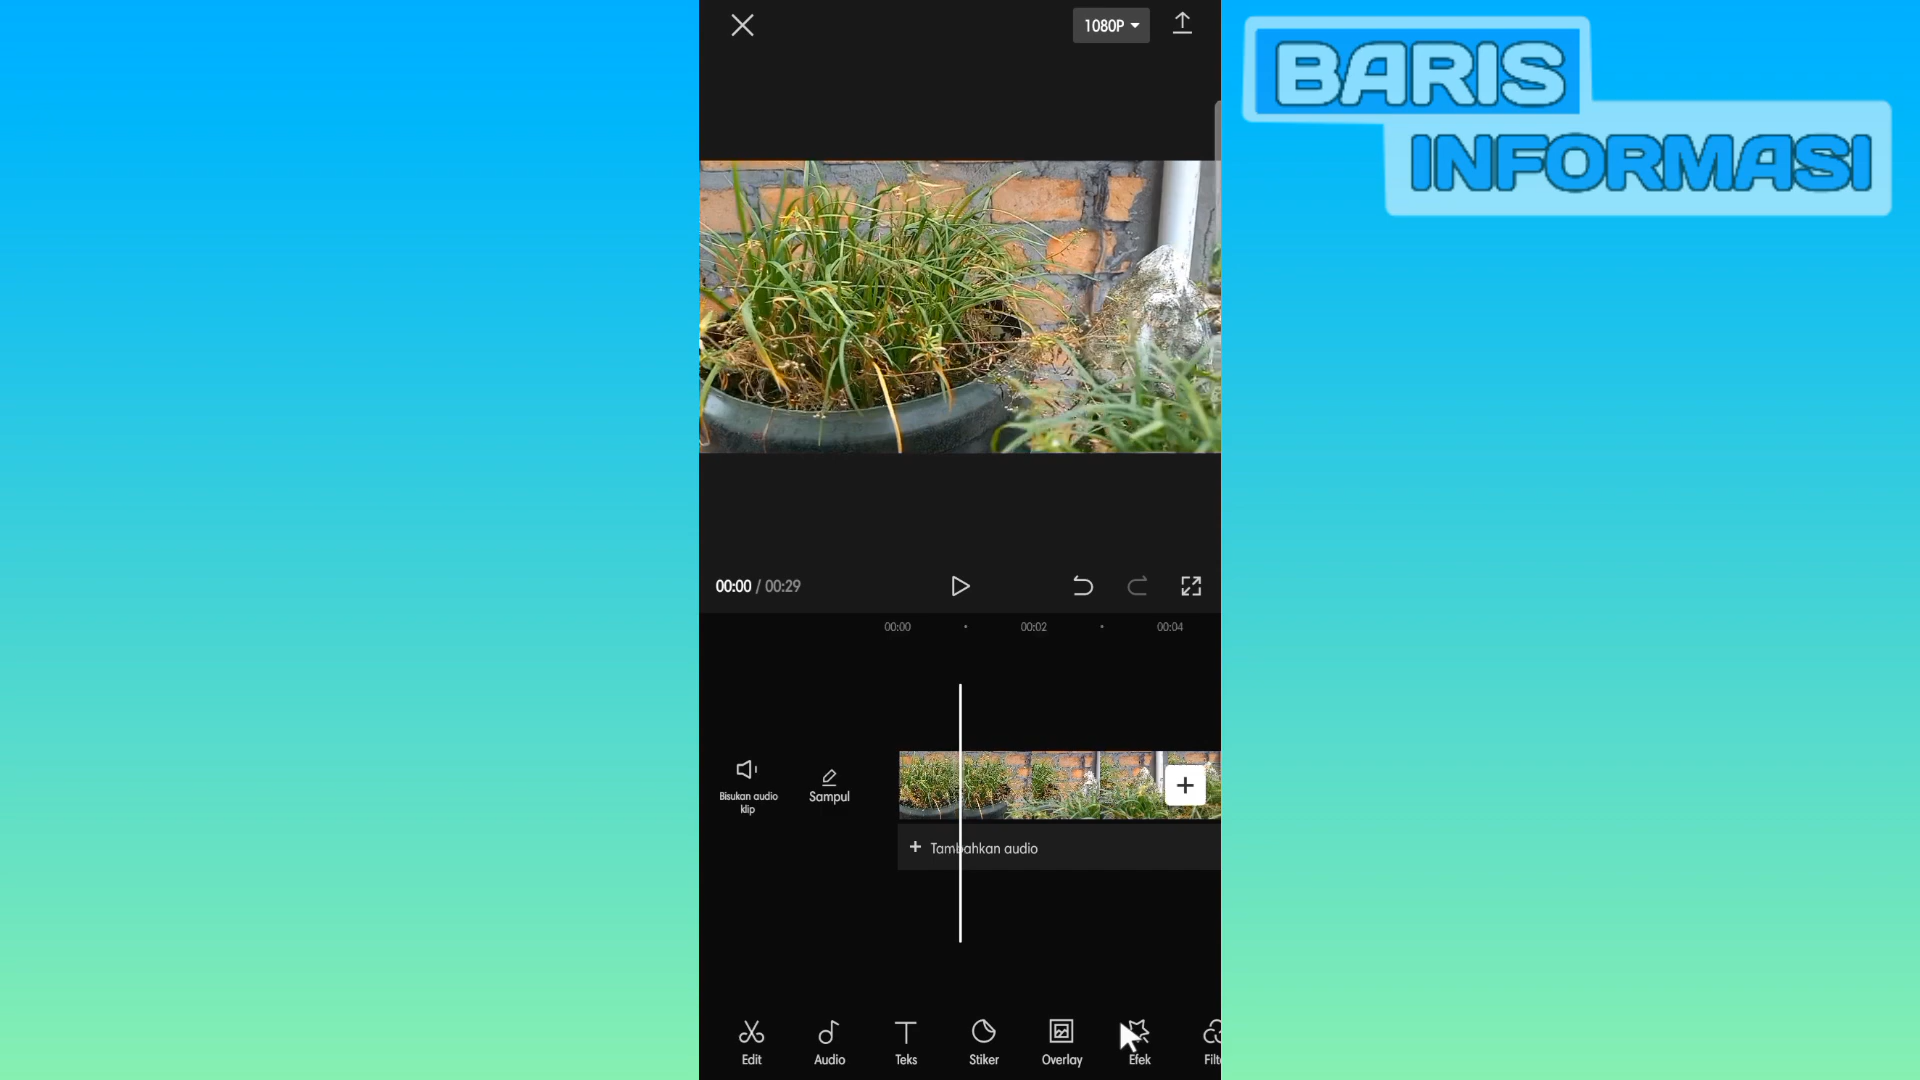 1080P
BARIS
INFORMASI
00:00 / 00:29
00:00
00:02
00:04
Bisukan audio
klip
Sampul
+ Tambahkan audio
Edit
Audio
Teks
Stiker
Overlay
Efek